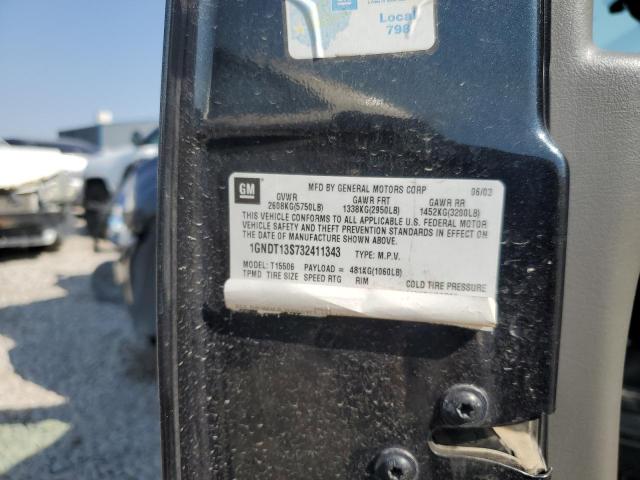 Local
798
GM
MFD BY GENERAL MOTORS CORP
06/03
GVWR GAWR FRT GAWR RR
2608KG(5750LB) 1338KG(2950LB) 1452KG(3200LB)
THIS VEHICLE CONFORMS TO ALL APPLICABLE U.S. FEDERAL MOTOR
VEHICLE SAFETY AND THEFT PREVENTION STANDARDS IN EFFECT ON
THE DATE OF MANUFACTURE SHOWN ABOVE.
1GNDT13S732411343 TYPE: M.P.V.
MODEL: T15506 PAYLOAD = 481KG(1060LB)
TPMD TIRE SIZE SPEED RTG RIM COLD TIRE PRESSURE